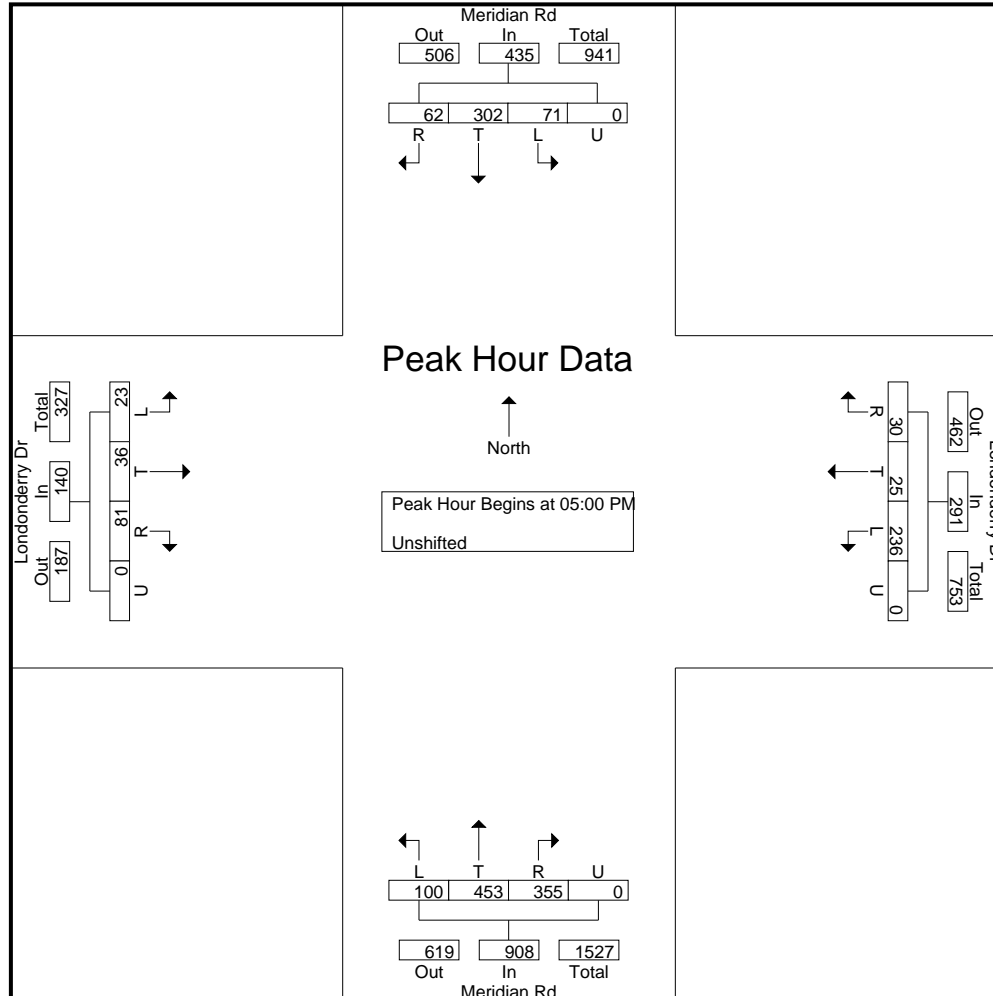 Meridian Rd
Out In Total
506 435 941
62 302 71 0
R T L U
Peak Hour Data
North
Peak Hour Begins at 05:00 PM
Unshifted
Londonderry Dr
Total In Out
327 140 187
23 36 81 0
L T R U
Out In Total
462 291 753
30 25 236 0
R T L U
L T R U
100 453 355 0
619 908 1527
Out In Total
Meridian Rd